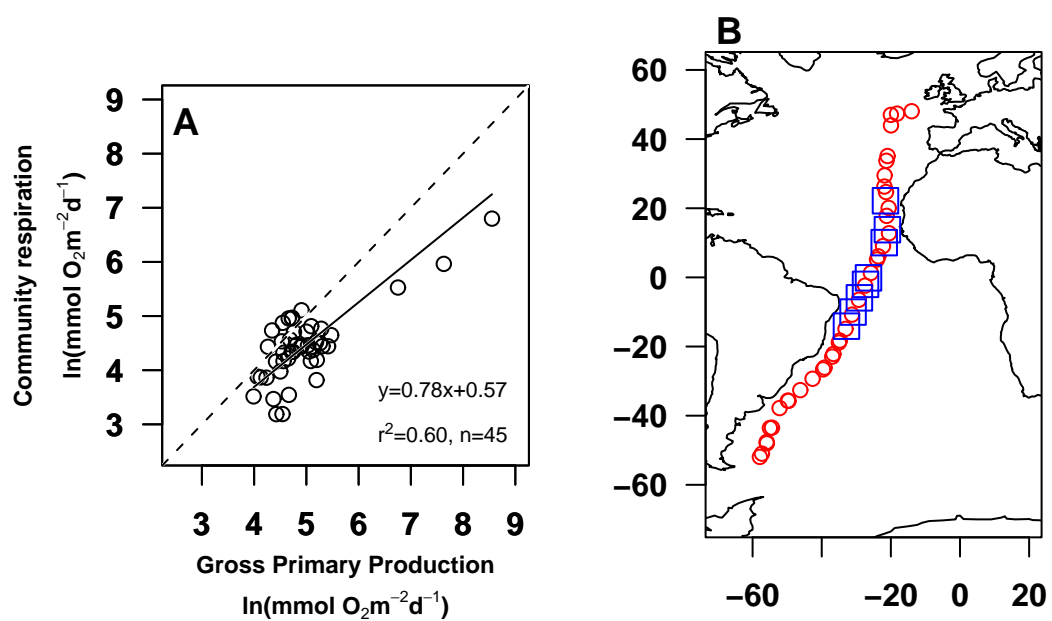 A
9
8
7
6
5
4
3
Community respiration
ln(mmol O₂m⁻²d⁻¹)
y=0.78x+0.57
r²=0.60, n=45
3 4 5 6 7 8 9
Gross Primary Production
ln(mmol O₂m⁻²d⁻¹)
B
60
40
20
0
−20
−40
−60
−60 −20 0 20